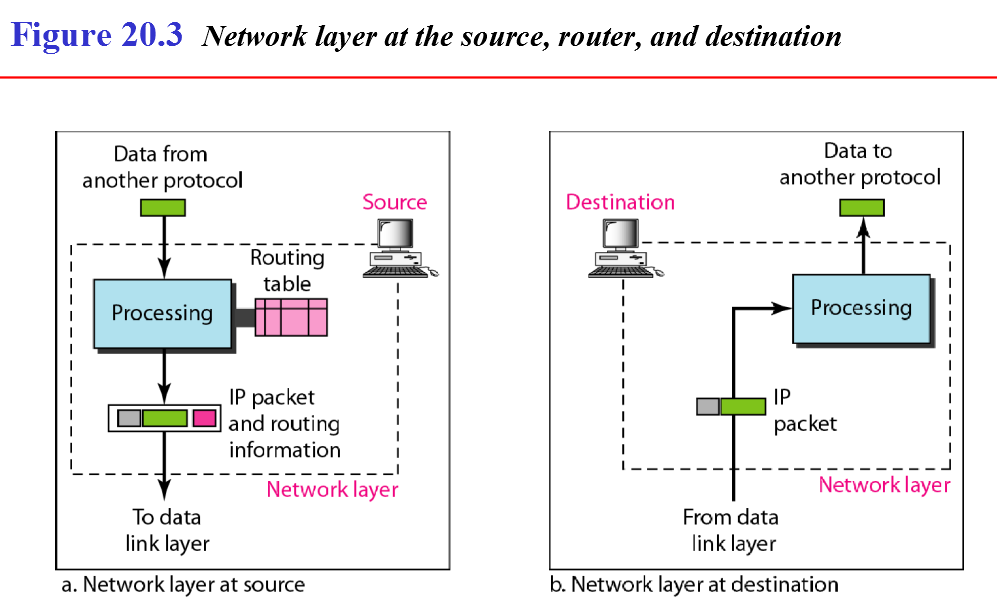 Figure 20.3 Network layer at the source, router, and destination
Data from
another protocol
Source
Routing
table
Processing
IP packet
and routing
information
Network layer
To data
link layer
a. Network layer at source
Data to
another protocol
Destination
Processing
IP
packet
Network layer
From data
link layer
b. Network layer at destination